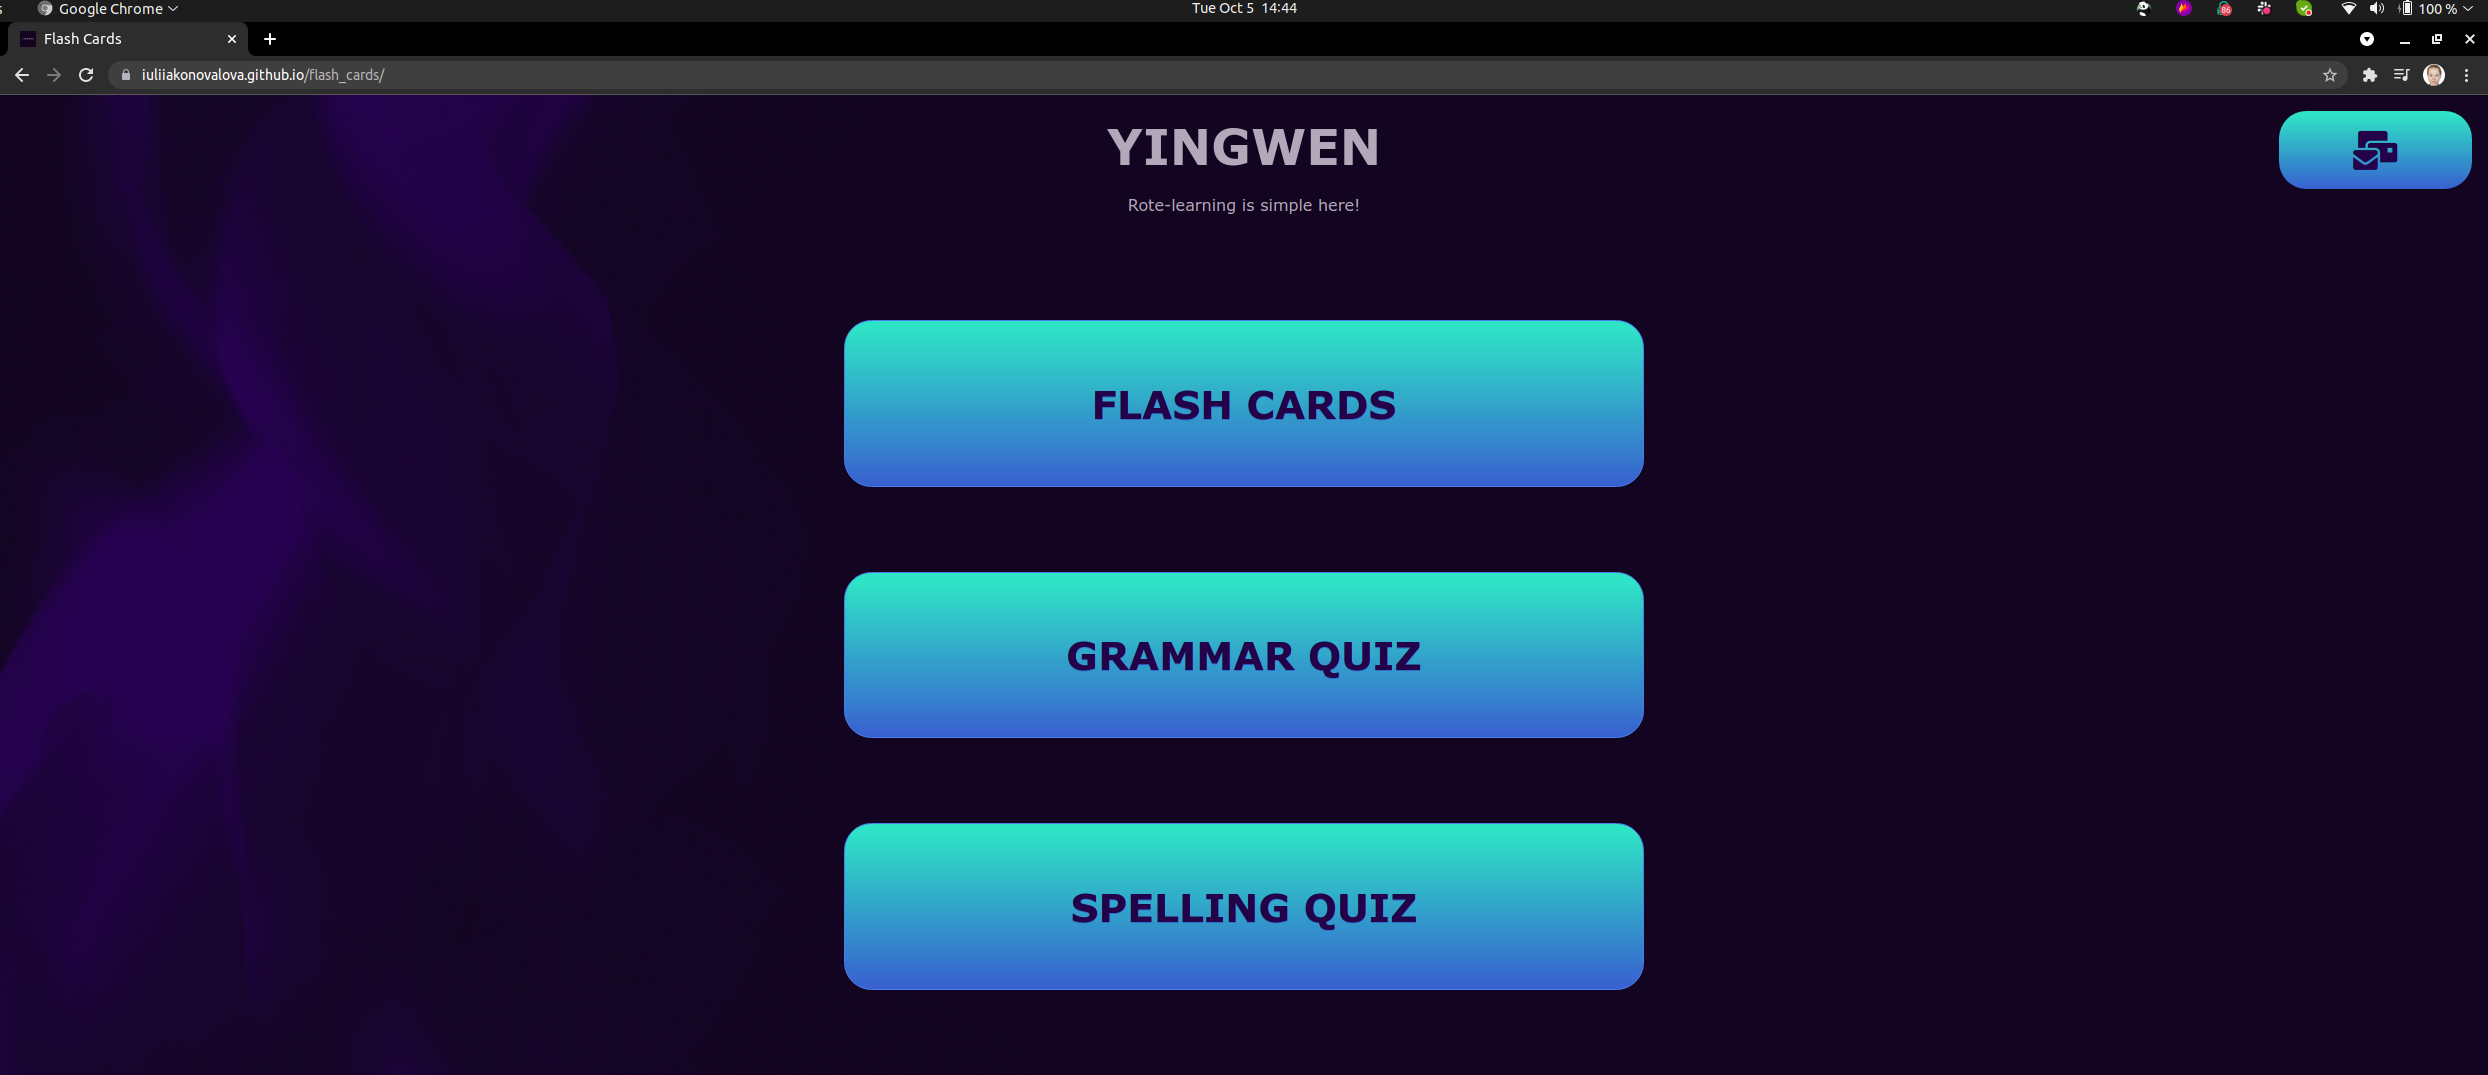 Google Chrome
Tue Oct 5 14:44
86
100 %
Flash Cards
iuliiakonovalova.github.io/flash_cards/
YINGWEN
Rote-learning is simple here!
FLASH CARDS
GRAMMAR QUIZ
SPELLING QUIZ